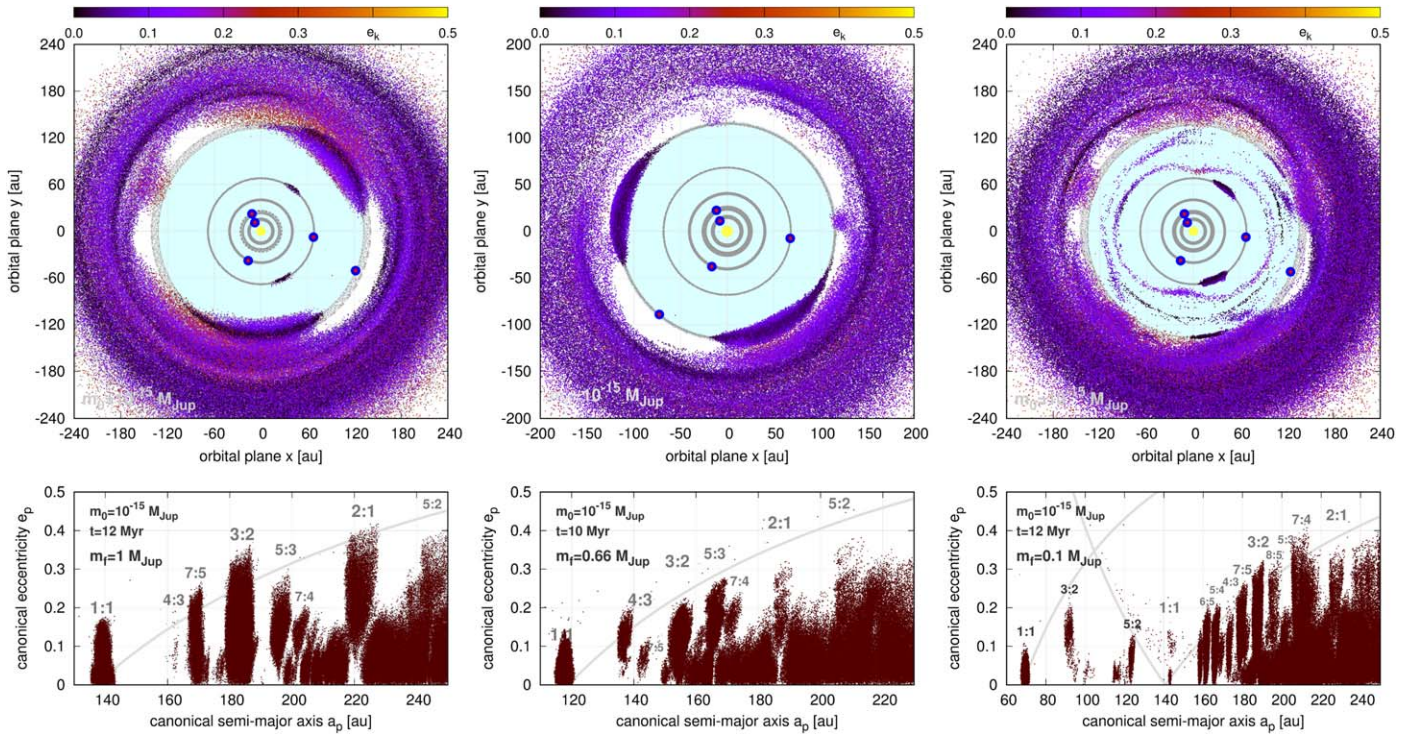 0.0 0.1 0.2 0.3 e_k 0.5
240
180
120
60
0
-60
-120
-180
-240
orbital plane y [au]
M_Jup
-240 -180 -120 -60 0 60 120 180 240
orbital plane x [au]
0.0 0.1 0.2 0.3 e_k 0.5
200
150
100
50
0
-50
-100
-150
-200
orbital plane y [au]
10^-15 M_Jup
-200 -150 -100 -50 0 50 100 150 200
orbital plane x [au]
0.0 0.1 0.2 0.3 e_k 0.5
240
180
120
60
0
-60
-120
-180
-240
orbital plane y [au]
M_Jup
-240 -180 -120 -60 0 60 120 180 240
orbital plane x [au]
0.5
0.4
0.3
0.2
0.1
0
canonical eccentricity e_p
m_0=10^-15 M_Jup
t=12 Myr
m_f=1 M_Jup
1:1
4:3
7:5
3:2
5:3
7:4
2:1
5:2
140 160 180 200 220 240
canonical semi-major axis a_p [au]
0.5
0.4
0.3
0.2
0.1
0
canonical eccentricity e_p
m_0=10^-15 M_Jup
t=10 Myr
m_f=0.66 M_Jup
4:3
3:2
5:3
7:4
2:1
5:2
120 140 160 180 200 220
canonical semi-major axis a_p [au]
0.5
0.4
0.3
0.2
0.1
0
canonical eccentricity e_p
m_0=10^-15 M_Jup
t=12 Myr
m_f=0.1 M_Jup
1:1
3:2
5:2
1:1
6:5
5:4
4:3
7:5
3:2
8:5
5:3
7:4
2:1
60 80 100 120 140 160 180 200 220 240
canonical semi-major axis a_p [au]